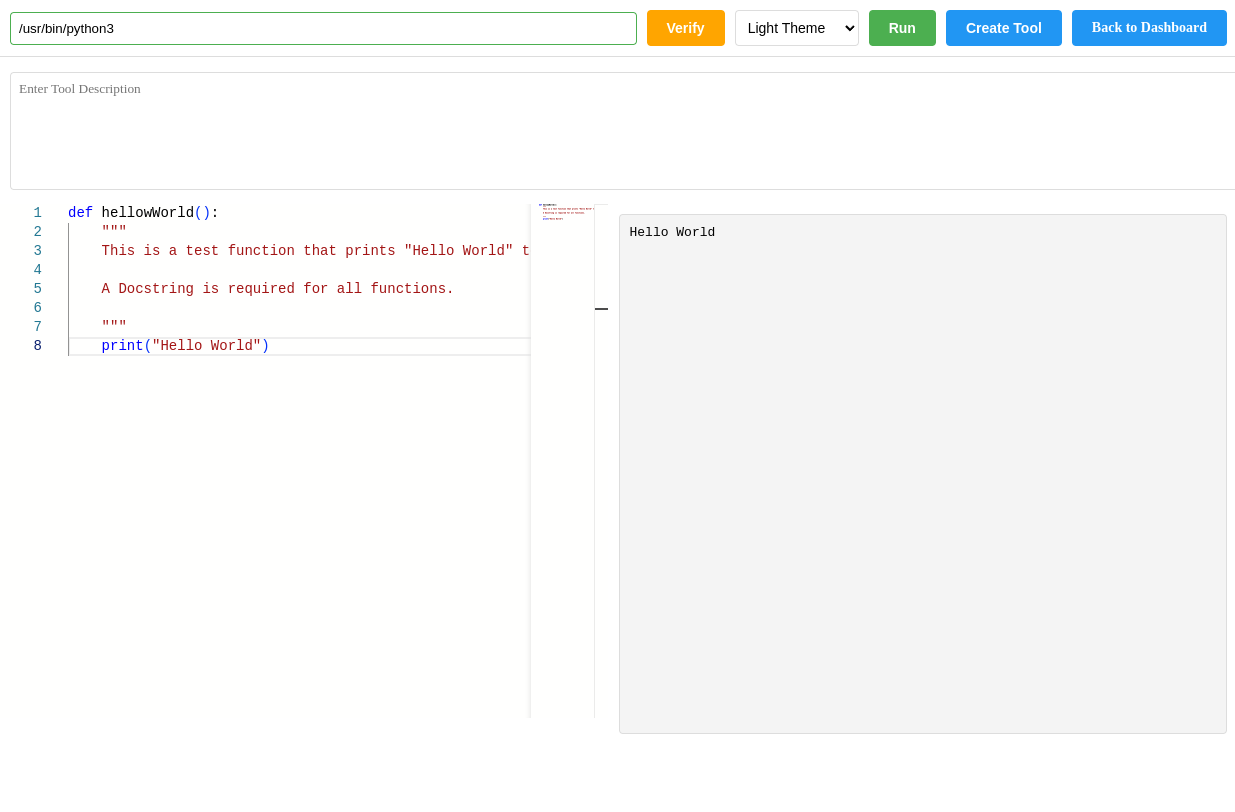 /usr/bin/python3 Verify Light Theme Run Create Tool Back to Dashboard
Enter Tool Description
1 def hellowWorld():
2 """
3 This is a test function that prints "Hello World" t
4
5 A Docstring is required for all functions.
6
7 """
8 print("Hello World")
Hello World